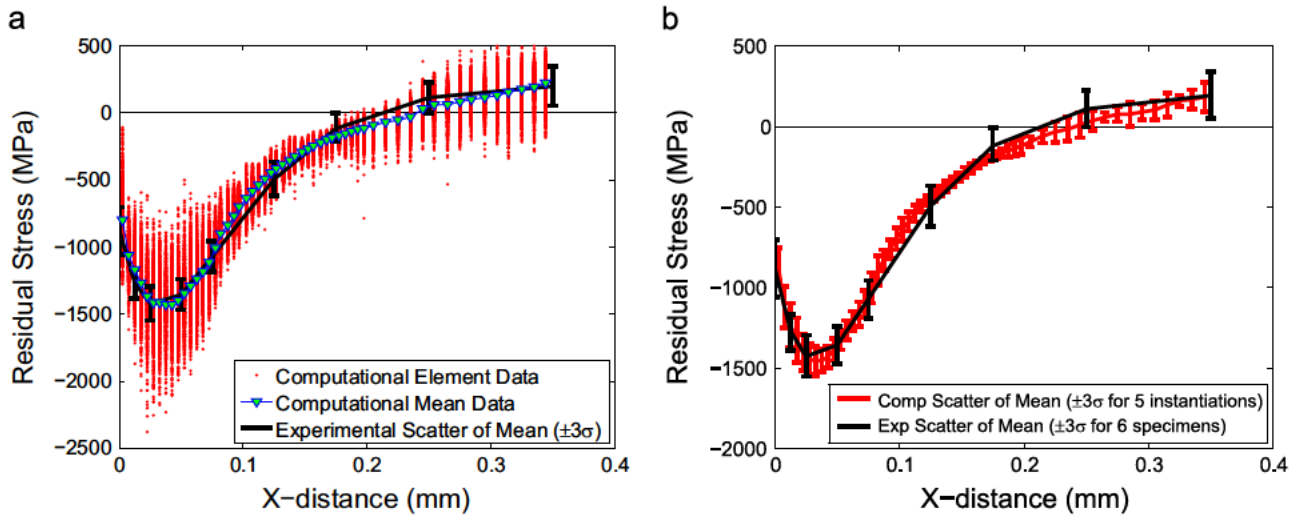 a
500
0
−500
−1000
−1500
−2000
−2500
Residual Stress (MPa)
0
0.1
0.2
0.3
0.4
X−distance (mm)
Computational Element Data
Computational Mean Data
Experimental Scatter of Mean (±3σ)
b
500
0
−500
−1000
−1500
−2000
Residual Stress (MPa)
0
0.1
0.2
0.3
0.4
X−distance (mm)
Comp Scatter of Mean (±3σ for 5 instantiations)
Exp Scatter of Mean (±3σ for 6 specimens)